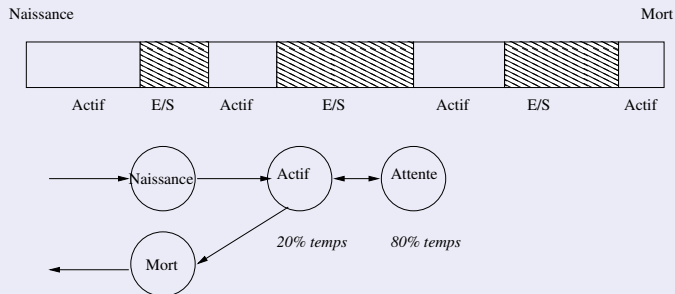 Naissance Mort
Actif E/S Actif E/S Actif E/S Actif
Naissance Actif Attente
20% temps 80% temps
Mort